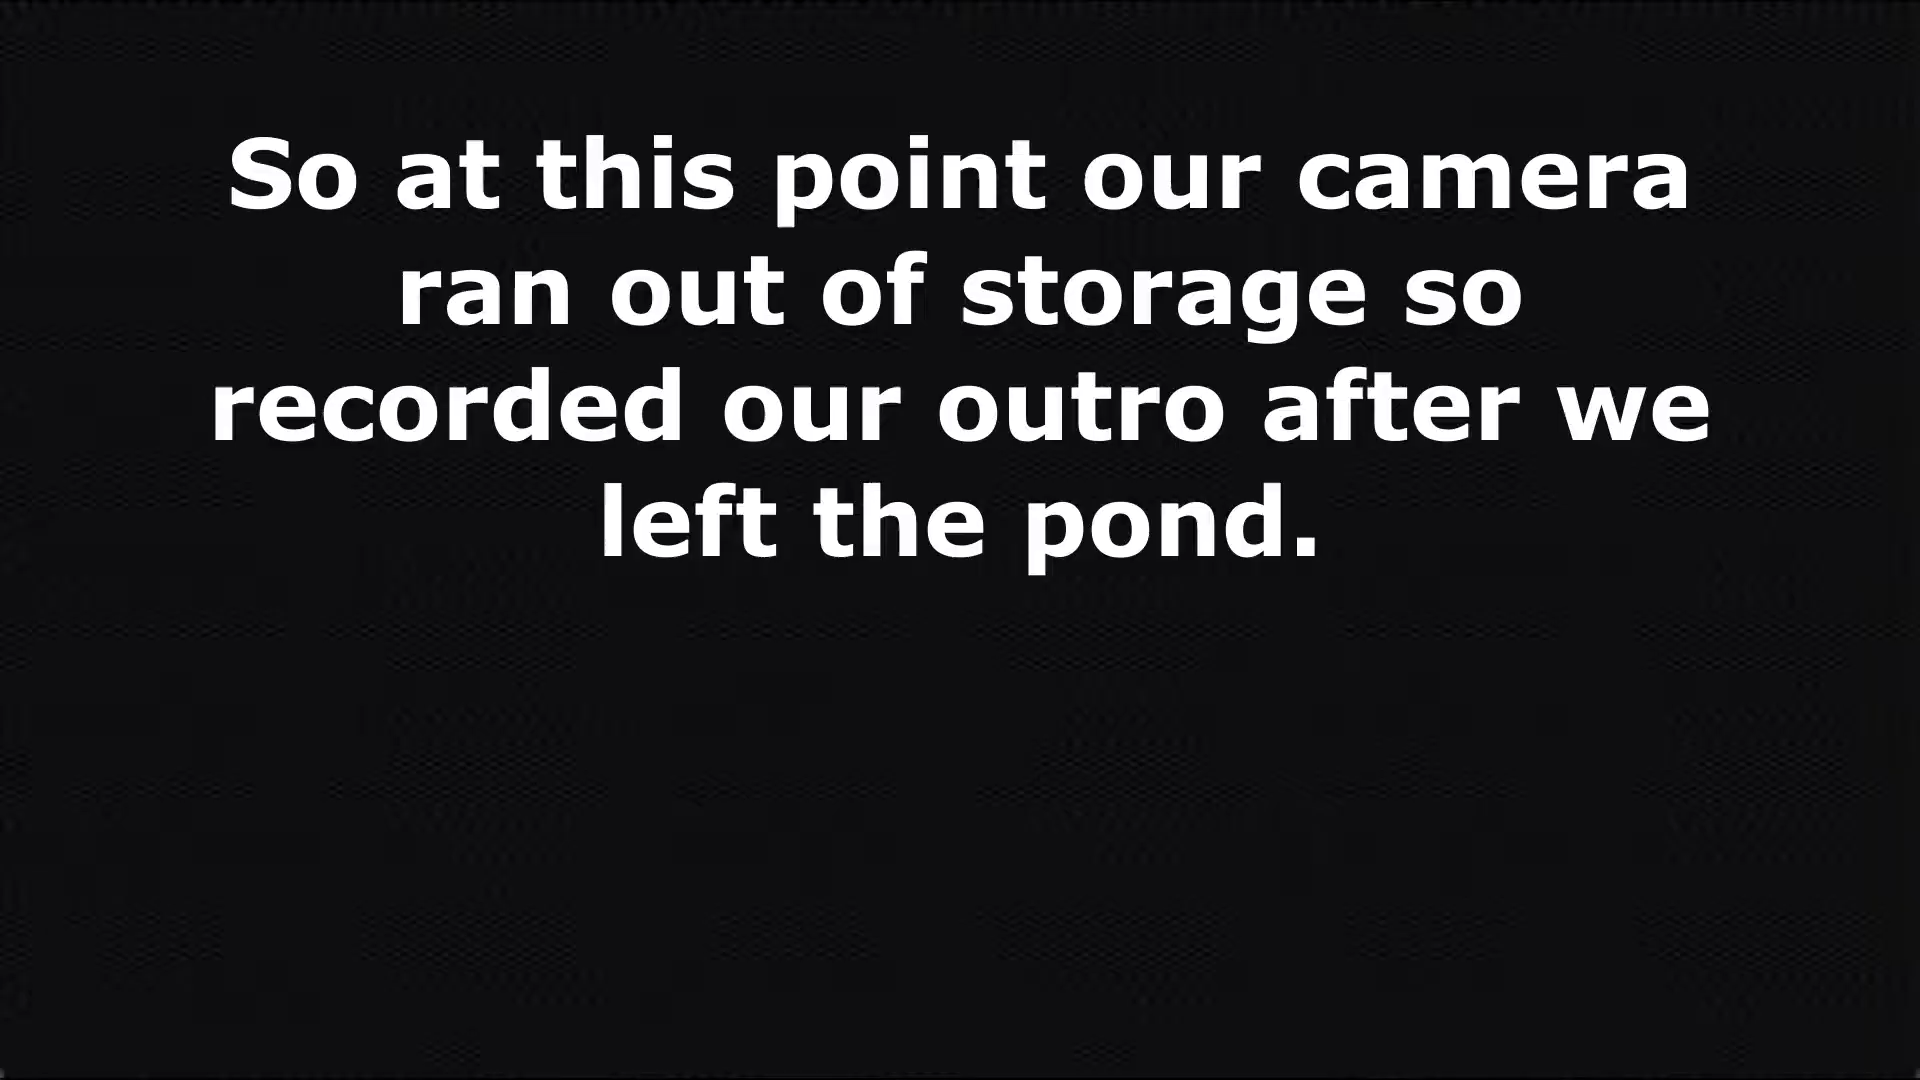 So at this point our camera
ran out of storage so
recorded our outro after we
left the pond.